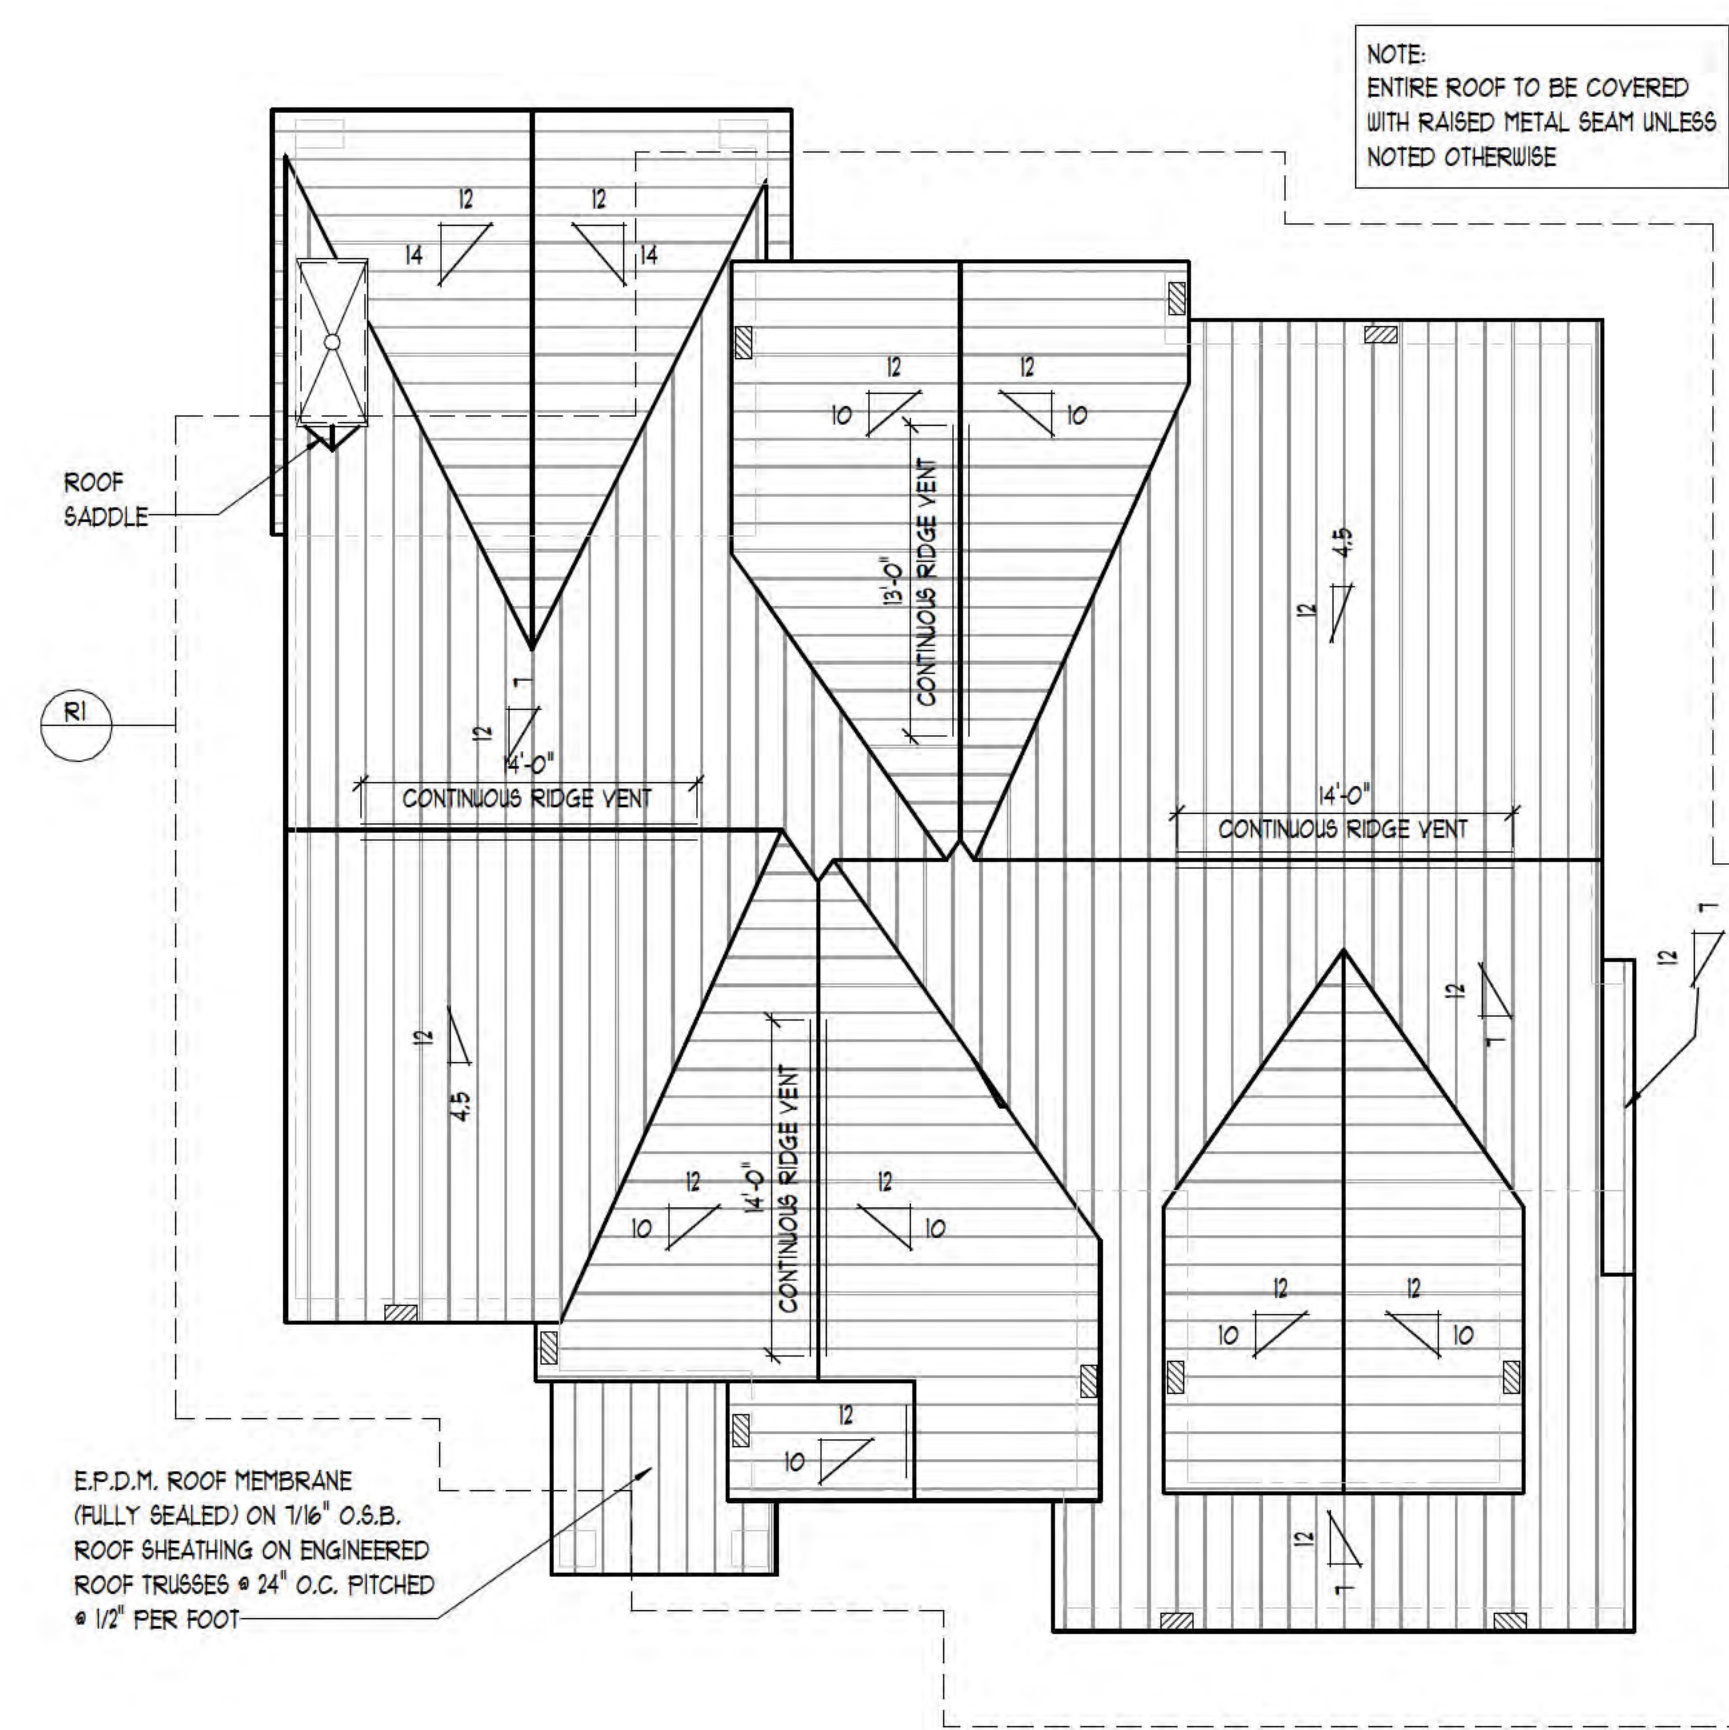 NOTE:
ENTIRE ROOF TO BE COVERED
WITH RAISED METAL SEAM UNLESS
NOTED OTHERWISE
12
14
12
14
12
10
12
10
13'-0"
CONTINUOUS RIDGE VENT
ROOF
SADDLE
4.5
12
R1
7
12
14'-0"
CONTINUOUS RIDGE VENT
14'-0"
CONTINUOUS RIDGE VENT
7
12
12
7
12
4.5
14'-0"
CONTINUOUS RIDGE VENT
12
10
12
10
12
10
12
10
12
10
12
7
E.P.D.M. ROOF MEMBRANE
(FULLY SEALED) ON 7/16" O.S.B.
ROOF SHEATHING ON ENGINEERED
ROOF TRUSSES @ 24" O.C. PITCHED
@ 1/2" PER FOOT